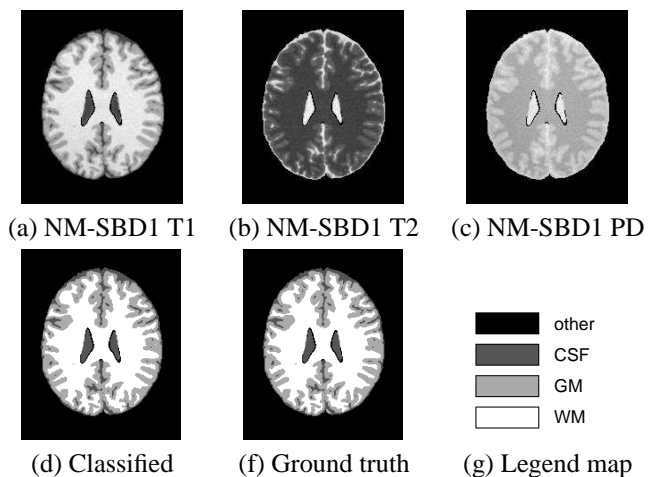 (a) NM-SBD1 T1 (b) NM-SBD1 T2 (c) NM-SBD1 PD
other
CSF
GM
WM
(d) Classified (f) Ground truth (g) Legend map